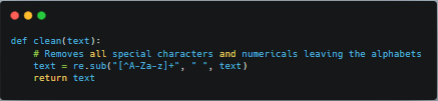 def clean(text):
    # Removes all special characters and numericals leaving the alphabets
    text = re.sub("[^A-Za-z]+", " ", text)
    return text